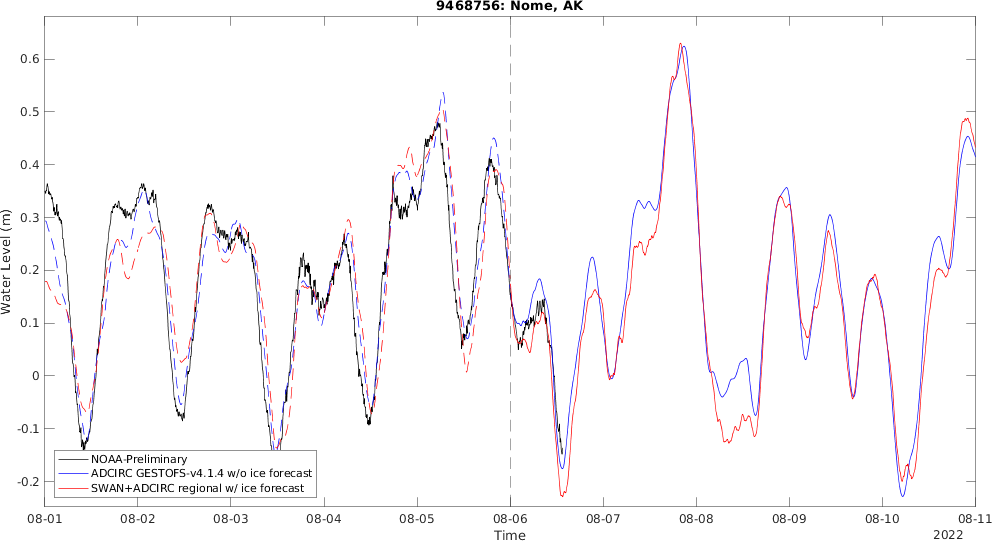 9468756: Nome, AK
Water Level (m)
0.6
0.5
0.4
0.3
0.2
0.1
0
-0.1
-0.2
NOAA-Preliminary
ADCIRC GESTOFS-v4.1.4 w/o ice forecast
SWAN+ADCIRC regional w/ ice forecast
08-01 08-02 08-03 08-04 08-05 08-06 08-07 08-08 08-09 08-10 08-11
Time
2022